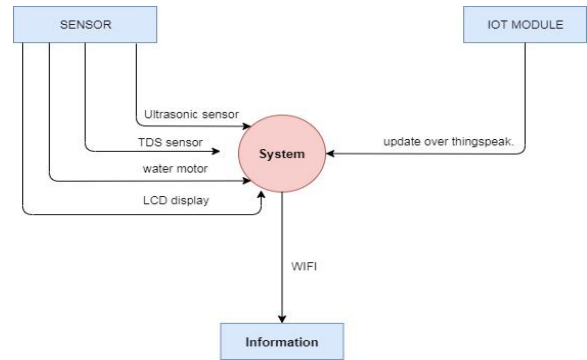 SENSOR
IOT MODULE
Ultrasonic sensor
TDS sensor
System
update over thingspeak.
water motor
LCD display
WIFI
Information